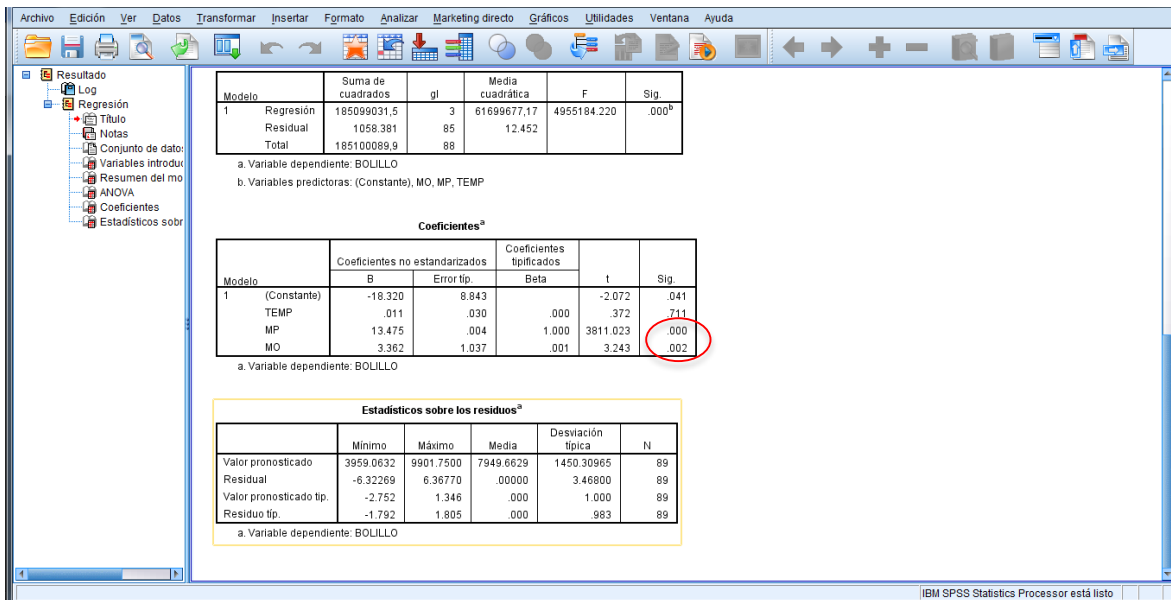 Archivo Edición Ver Datos Transformar Insertar Formato Analizar Marketing directo Gráficos Utilidades Ventana Ayuda
Resultado
Log
Regresión
Título
Notas
Conjunto de dato
Variables introduc
Resumen del mo
ANOVA
Coeficientes
Estadísticos sobr
Modelo Suma de cuadrados gl Media cuadrática F Sig.
1 Regresión 185099031,5 3 61699677,17 4955184.220 .000b
Residual 1058.381 85 12.452
Total 185100089,9 88
a. Variable dependiente: BOLILLO
b. Variables predictoras: (Constante), MO, MP, TEMP
Coeficientesa
Coeficientes no estandarizados Coeficientes tipificados
Modelo B Error típ. Beta t Sig.
1 (Constante) -18.320 8.843 -2.072 .041
TEMP .011 .030 .000 .372 .711
MP 13.475 .004 1.000 3811.023 .000
MO 3.362 1.037 .001 3.243 .002
a. Variable dependiente: BOLILLO
Estadísticos sobre los residuosa
Mínimo Máximo Media Desviación típica N
Valor pronosticado 3959.0632 9901.7500 7949.6629 1450.30965 89
Residual -6.32269 6.36770 .00000 3.46800 89
Valor pronosticado tip. -2.752 1.346 .000 1.000 89
Residuo típ. -1.792 1.805 .000 .983 89
a. Variable dependiente: BOLILLO
IBM SPSS Statistics Processor está listo